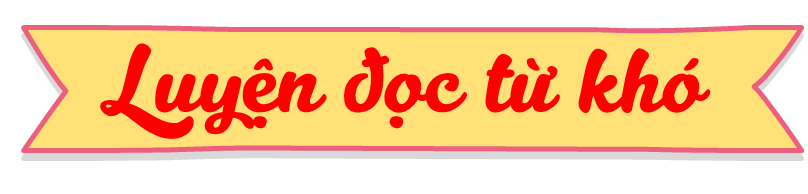 Luyện đọc từ khó